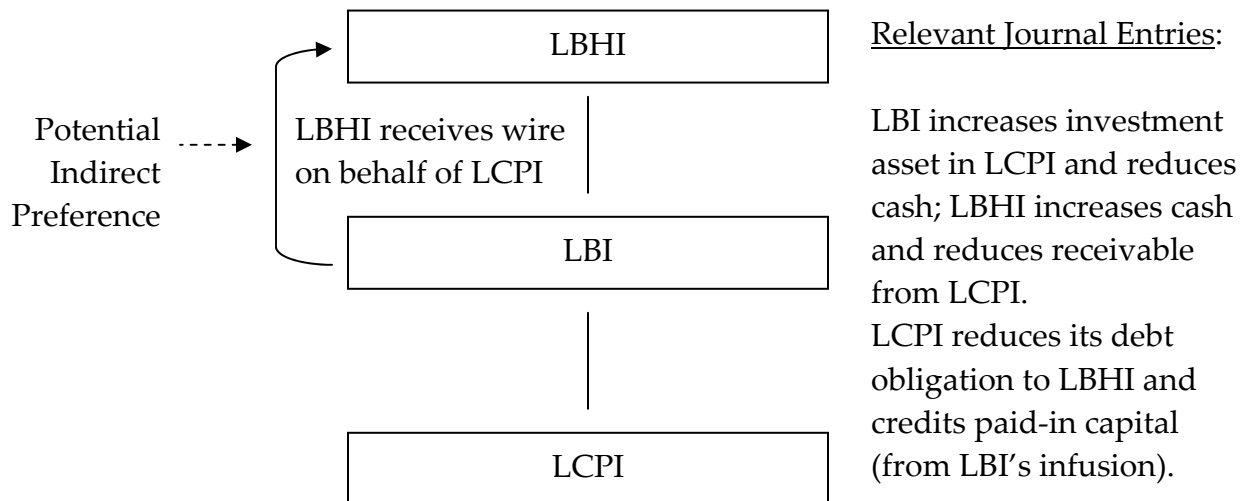 LBHI
Potential
Indirect
Preference
LBHI receives wire
on behalf of LCPI
LBI
LCPI
Relevant Journal Entries:
LBI increases investment
asset in LCPI and reduces
cash; LBHI increases cash
and reduces receivable
from LCPI.
LCPI reduces its debt
obligation to LBHI and
credits paid-in capital
(from LBI’s infusion).